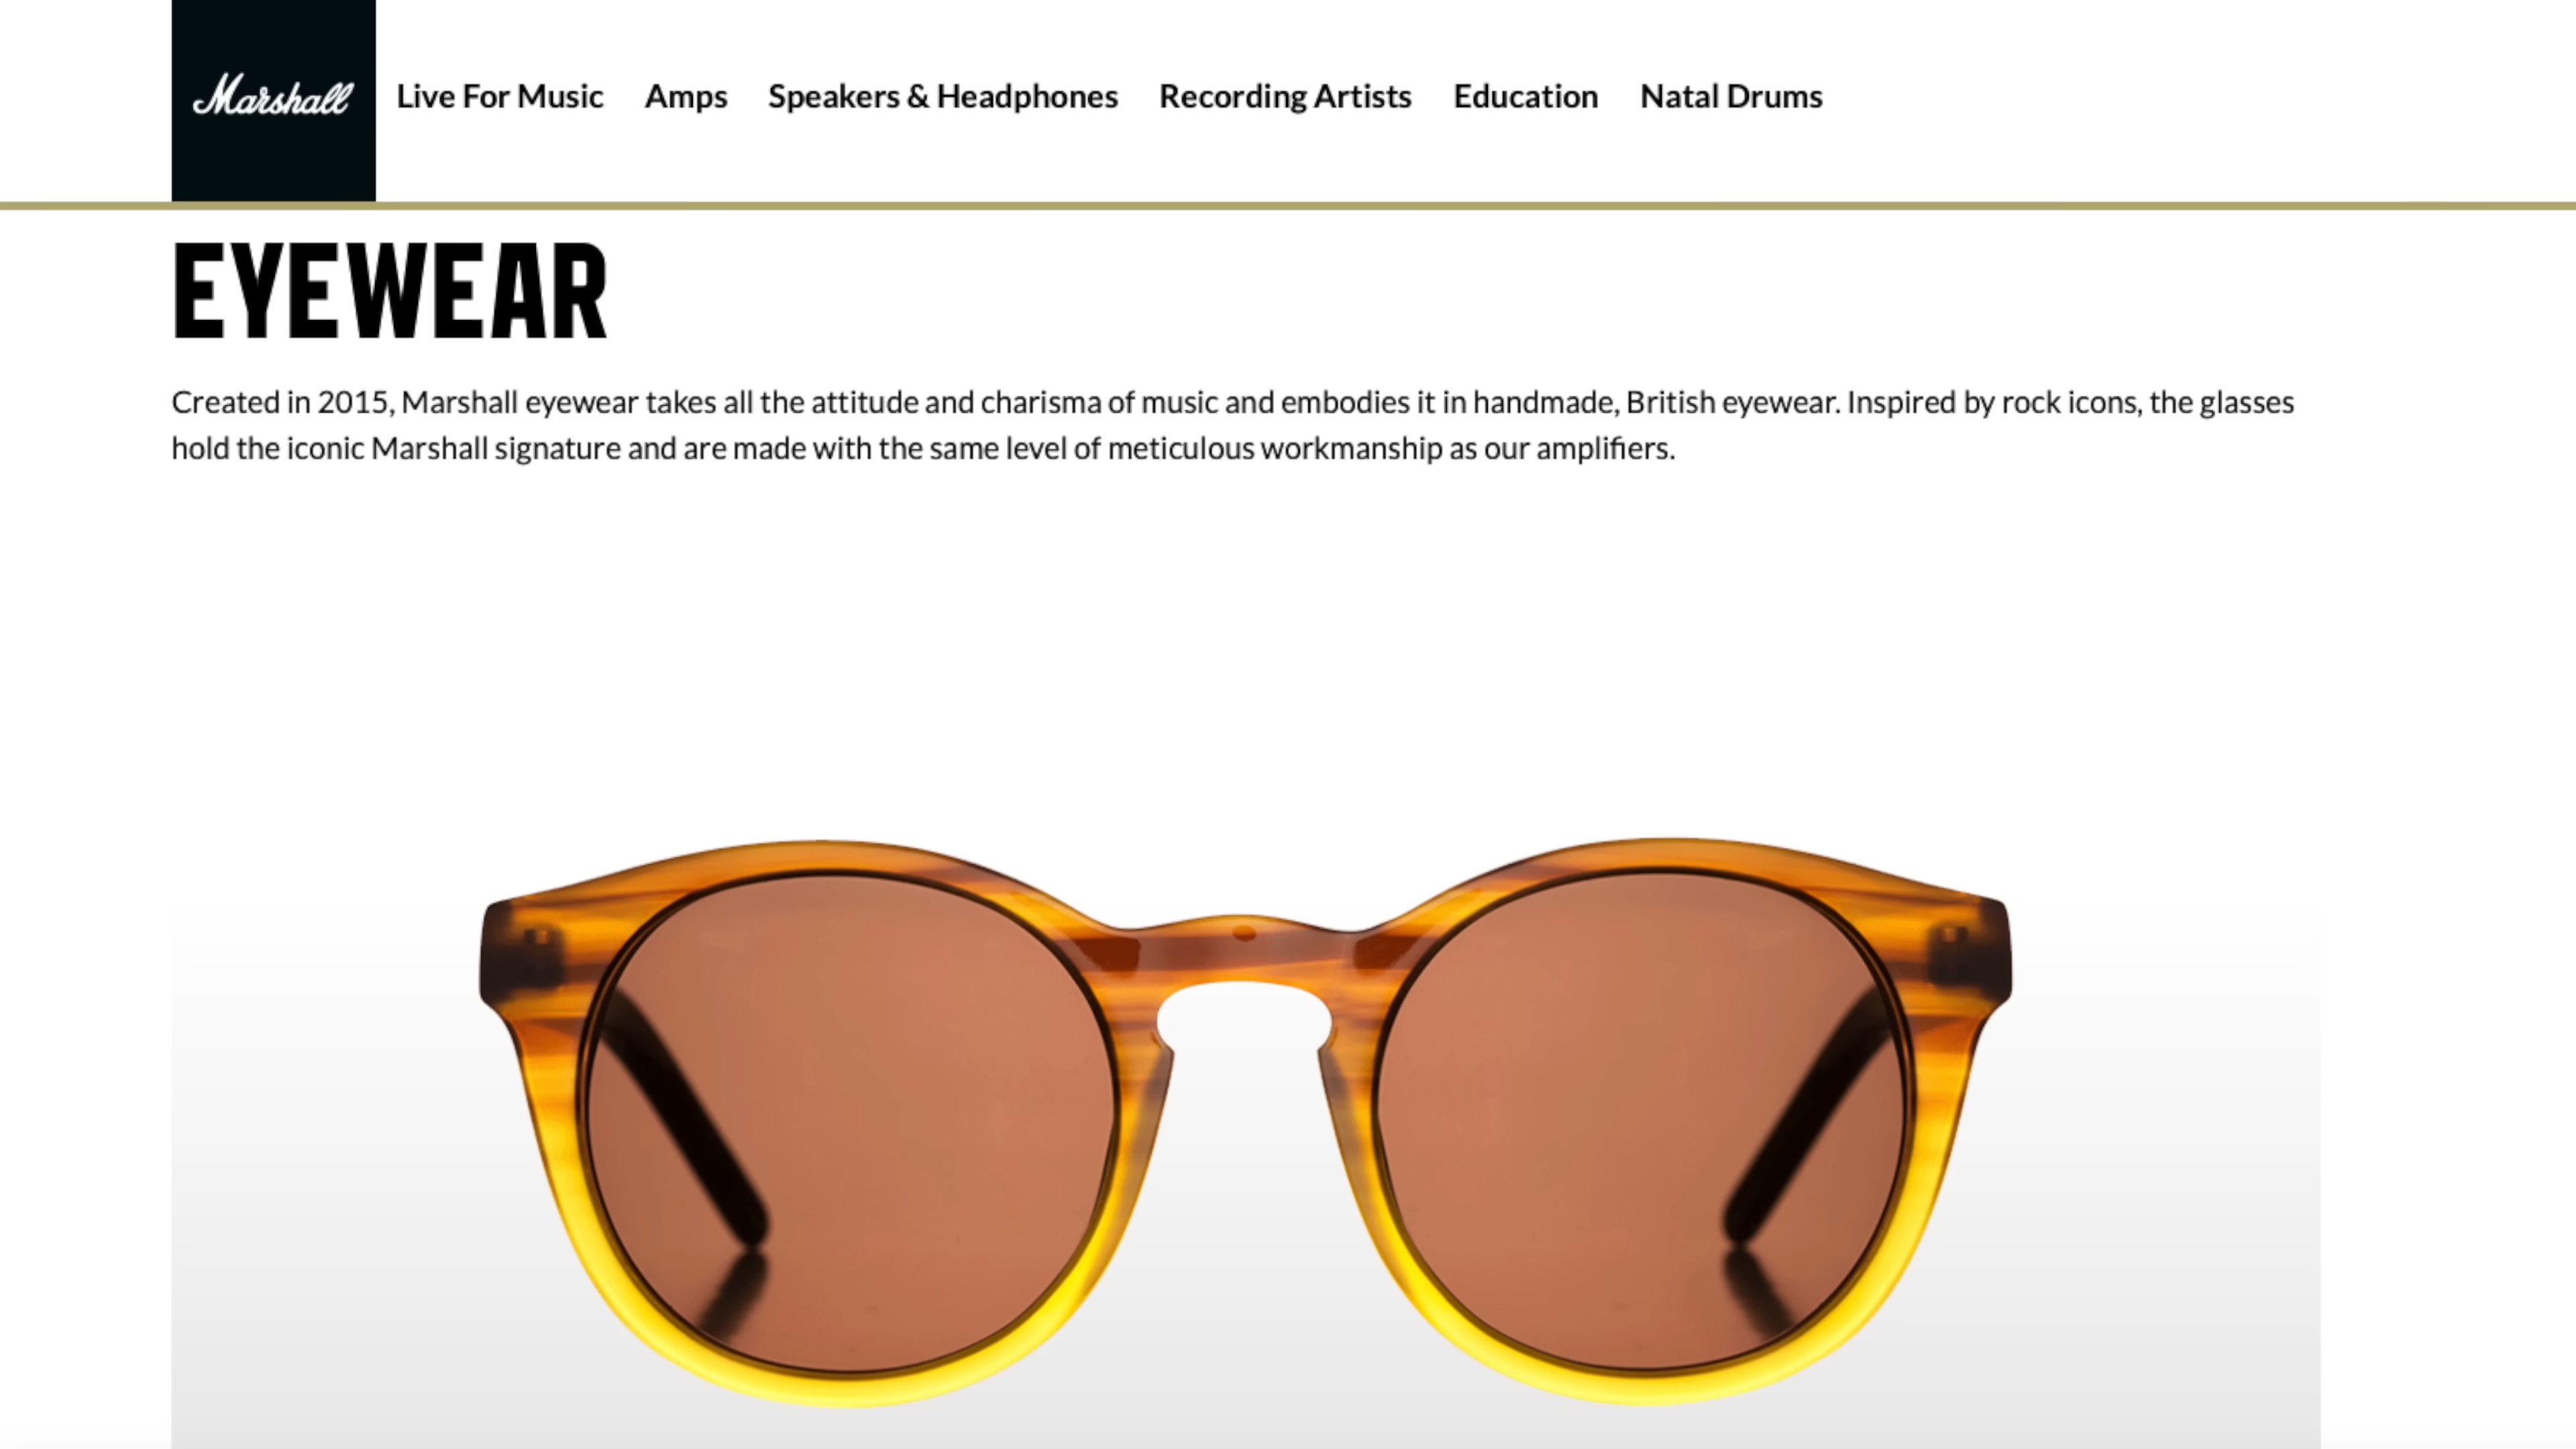 Marshall
Live For Music
Amps
Speakers & Headphones
Recording Artists
Education
Natal Drums
EYEWEAR
Created in 2015, Marshall eyewear takes all the attitude and charisma of music and embodies it in handmade, British eyewear. Inspired by rock icons, the glasses
hold the iconic Marshall signature and are made with the same level of meticulous workmanship as our amplifiers.